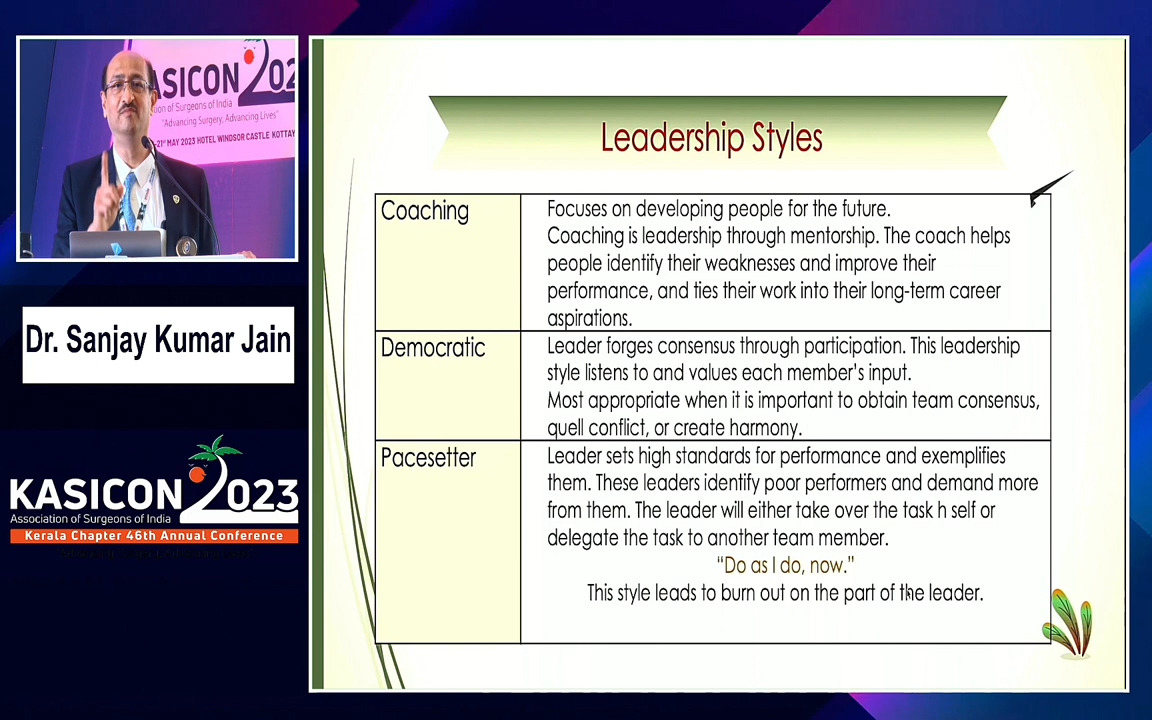 ASICON 202
ion of Surgeons of India
"Advancing Surgery, Advancing Lives"
-21st MAY 2023 HOTEL WINDSOR CASTLE KOTTAY
Dr. Sanjay Kumar Jain
KASICON 2023
Association of Surgeons of India
Kerala Chapter 46th Annual Conference
Leadership Styles
Coaching
Focuses on developing people for the future.
Coaching is leadership through mentorship. The coach helps
people identify their weaknesses and improve their
performance, and ties their work into their long-term career
aspirations.
Democratic
Leader forges consensus through participation. This leadership
style listens to and values each member's input.
Most appropriate when it is important to obtain team consensus,
quell conflict, or create harmony.
Pacesetter
Leader sets high standards for performance and exemplifies
them. These leaders identify poor performers and demand more
from them. The leader will either take over the task h self or
delegate the task to another team member.
"Do as I do, now."
This style leads to burn out on the part of the leader.